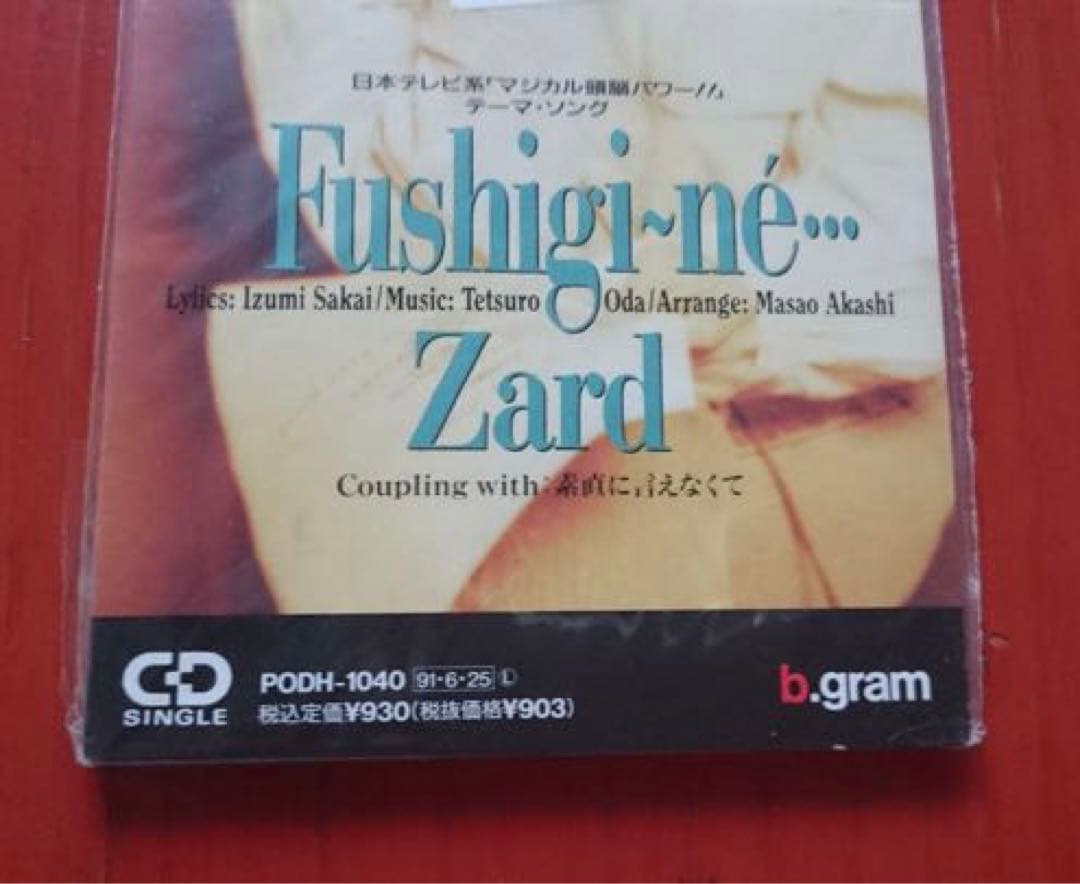 日本テレビ系「マジカル頭脳パワー!!」
テーマ・ソング
Fushigi~né…
Lylics: Izumi Sakai/Music: Tetsuro Oda/Arrange: Masao Akashi
Zard
Coupling with:素直に言えなくて
CD SINGLE PODH-1040 91・6・25 Ⓛ
税込定価¥930(税抜価格¥903)
b.gram